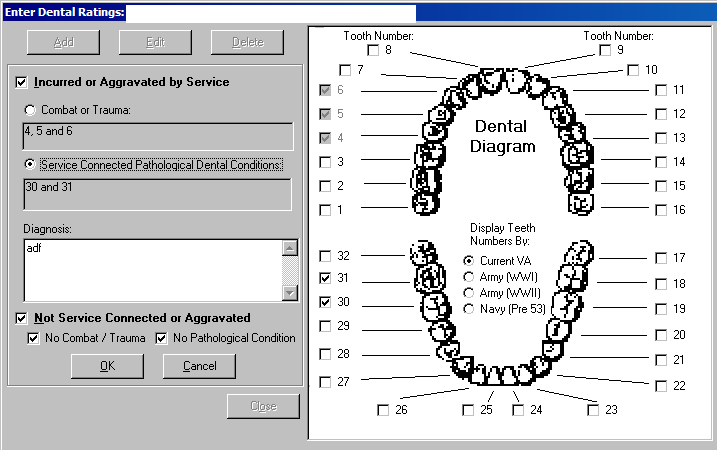 Enter Dental Ratings:
Add Edit Delete
Incurred or Aggravated by Service
Combat or Trauma:
4, 5 and 6
Service Connected Pathological Dental Conditions:
30 and 31
Diagnosis:
adf
Not Service Connected or Aggravated
No Combat / Trauma No Pathological Condition
OK Cancel
Close
Tooth Number: Tooth Number:
8 9
7 10
6 11
5 12
4 13
3 14
2 15
1 16
Dental
Diagram
Display Teeth
Numbers By:
Current VA
Army (WWI)
Army (WWII)
Navy (Pre 53)
32 17
31 18
30 19
29 20
28 21
27 22
26 25 24 23